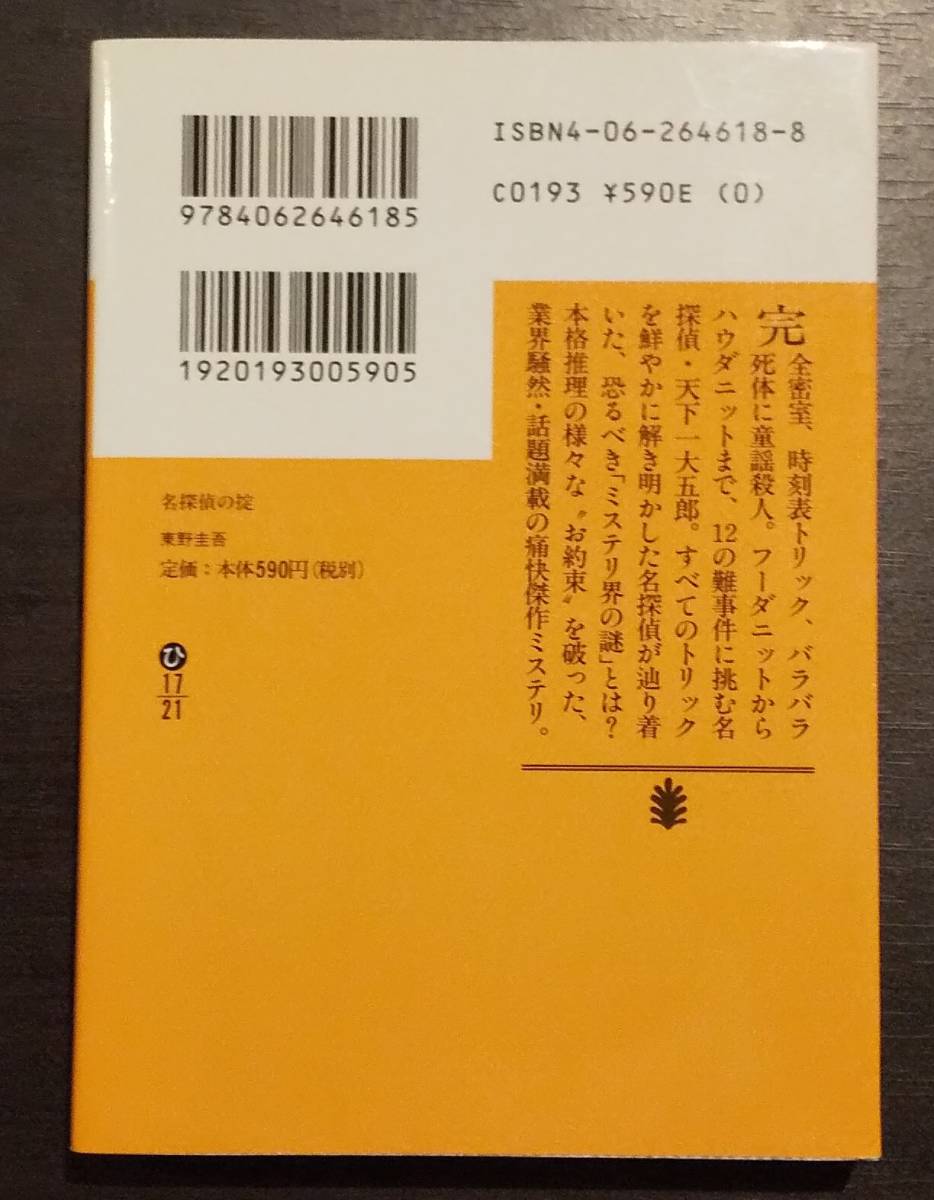 ISBN4-06-264618-8
C0193 ¥590E (0)
9784062646185
1920193005905
完全密室、時刻表トリック、バラバラ
死体に童謡殺人。フーダニットから
ハウダニットまで、12の難事件に挑む名
探偵・天下一大五郎。すべてのトリック
を鮮やかに解き明かした名探偵が辿り着
いた、恐るべき「ミステリ界の謎」とは?
本格推理の様々な〝お約束〟を破った、
業界騒然・話題満載の痛快傑作ミステリ。
名探偵の掟
東野圭吾
定価:本体590円(税別)
ひ
17
21